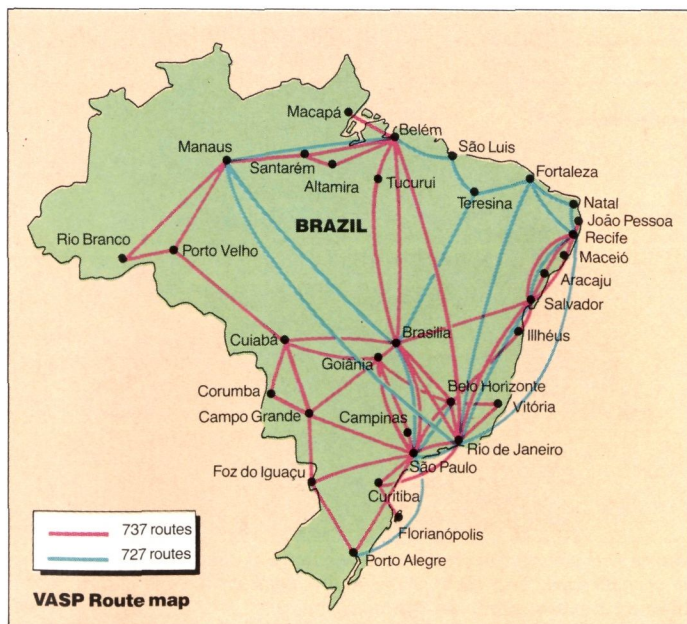 Macapá
Belém
Manaus
São Luis
Santarém
Fortaleza
Altamira
Tucurui
Teresina
Natal
BRAZIL
João Pessoa
Rio Branco
Recife
Porto Velho
Maceió
Aracaju
Salvador
Cuiabá
Brasilia
Illhéus
Goiânia
Corumba
Belo Horizonte
Campo Grande
Campinas
Vitória
Rio de Janeiro
Foz do Iguaçu
São Paulo
Curitiba
737 routes
Florianópolis
727 routes
Porto Alegre
VASP Route map